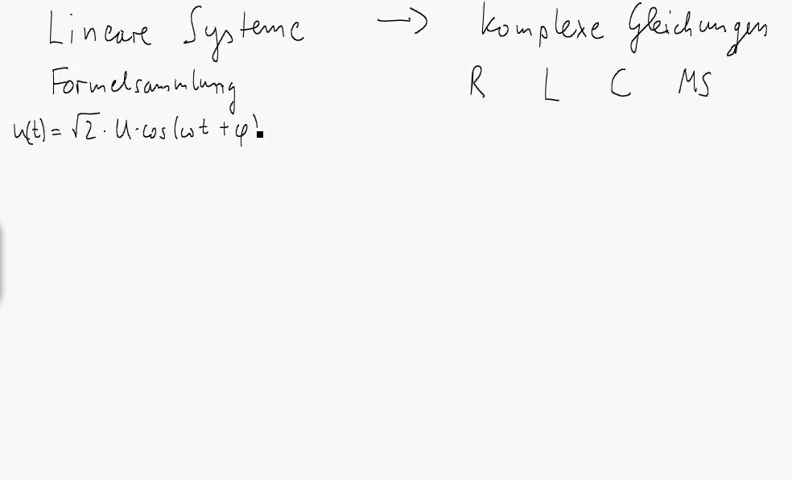 Lineare Systeme → Komplexe Gleichungen
Formelsammlung R L C MS
u(t) = √2 · U · cos(ωt + φ)